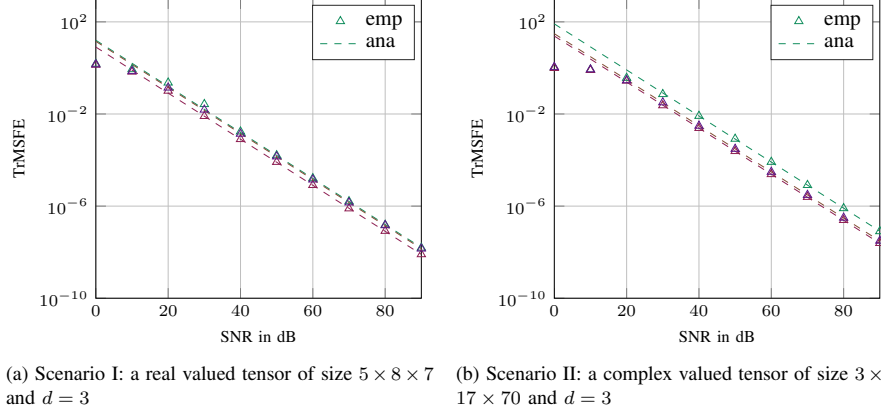 10^2
10^−2
10^−6
10^−10
TrMSFE
0 20 40 60 80
SNR in dB
emp
ana
(a) Scenario I: a real valued tensor of size 5 × 8 × 7
and d = 3
10^2
10^−2
10^−6
10^−10
TrMSFE
0 20 40 60 80
SNR in dB
emp
ana
(b) Scenario II: a complex valued tensor of size 3 ×
17 × 70 and d = 3